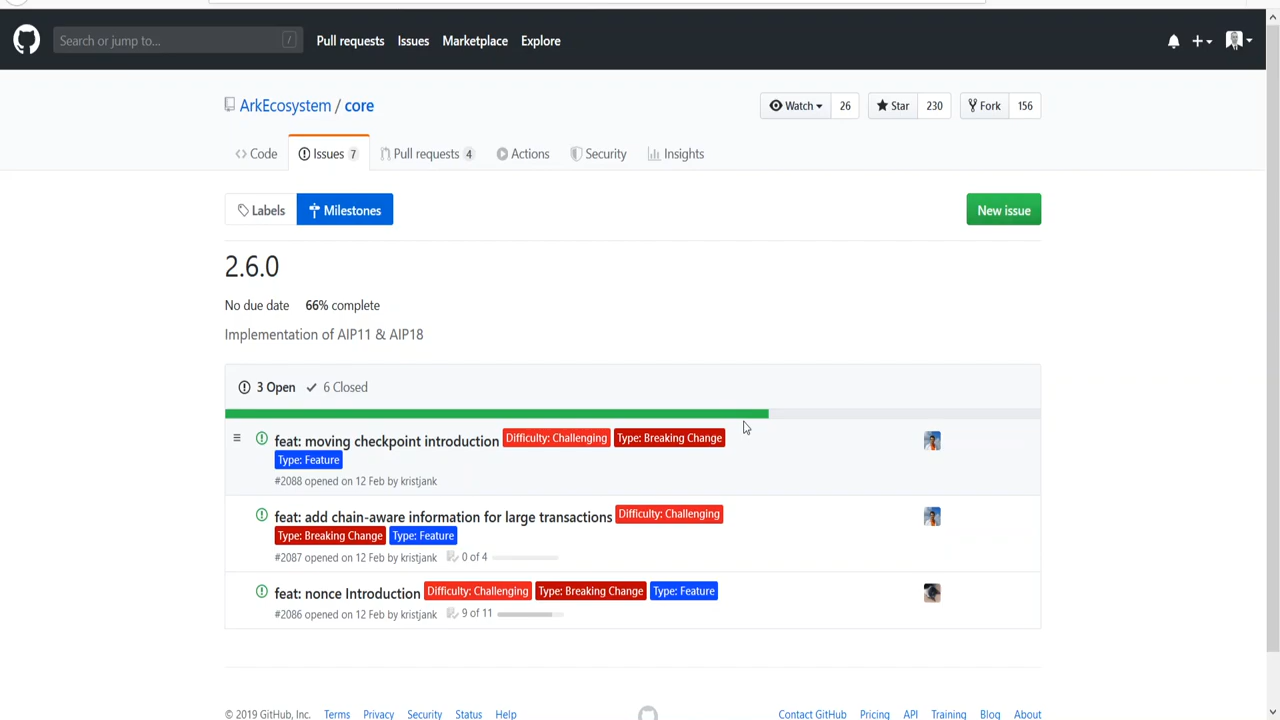 Search or jump to... / Pull requests Issues Marketplace Explore
ArkEcosystem / core Watch 26 Star 230 Fork 156
Code Issues 7 Pull requests 4 Actions Security Insights
Labels Milestones New issue
2.6.0
No due date 66% complete
Implementation of AIP11 & AIP18
3 Open 6 Closed
feat: moving checkpoint introduction Difficulty: Challenging Type: Breaking Change
Type: Feature
#2088 opened on 12 Feb by kristjank
feat: add chain-aware information for large transactions Difficulty: Challenging
Type: Breaking Change Type: Feature
#2087 opened on 12 Feb by kristjank 0 of 4
feat: nonce Introduction Difficulty: Challenging Type: Breaking Change Type: Feature
#2086 opened on 12 Feb by kristjank 9 of 11
© 2019 GitHub, Inc. Terms Privacy Security Status Help Contact GitHub Pricing API Training Blog About